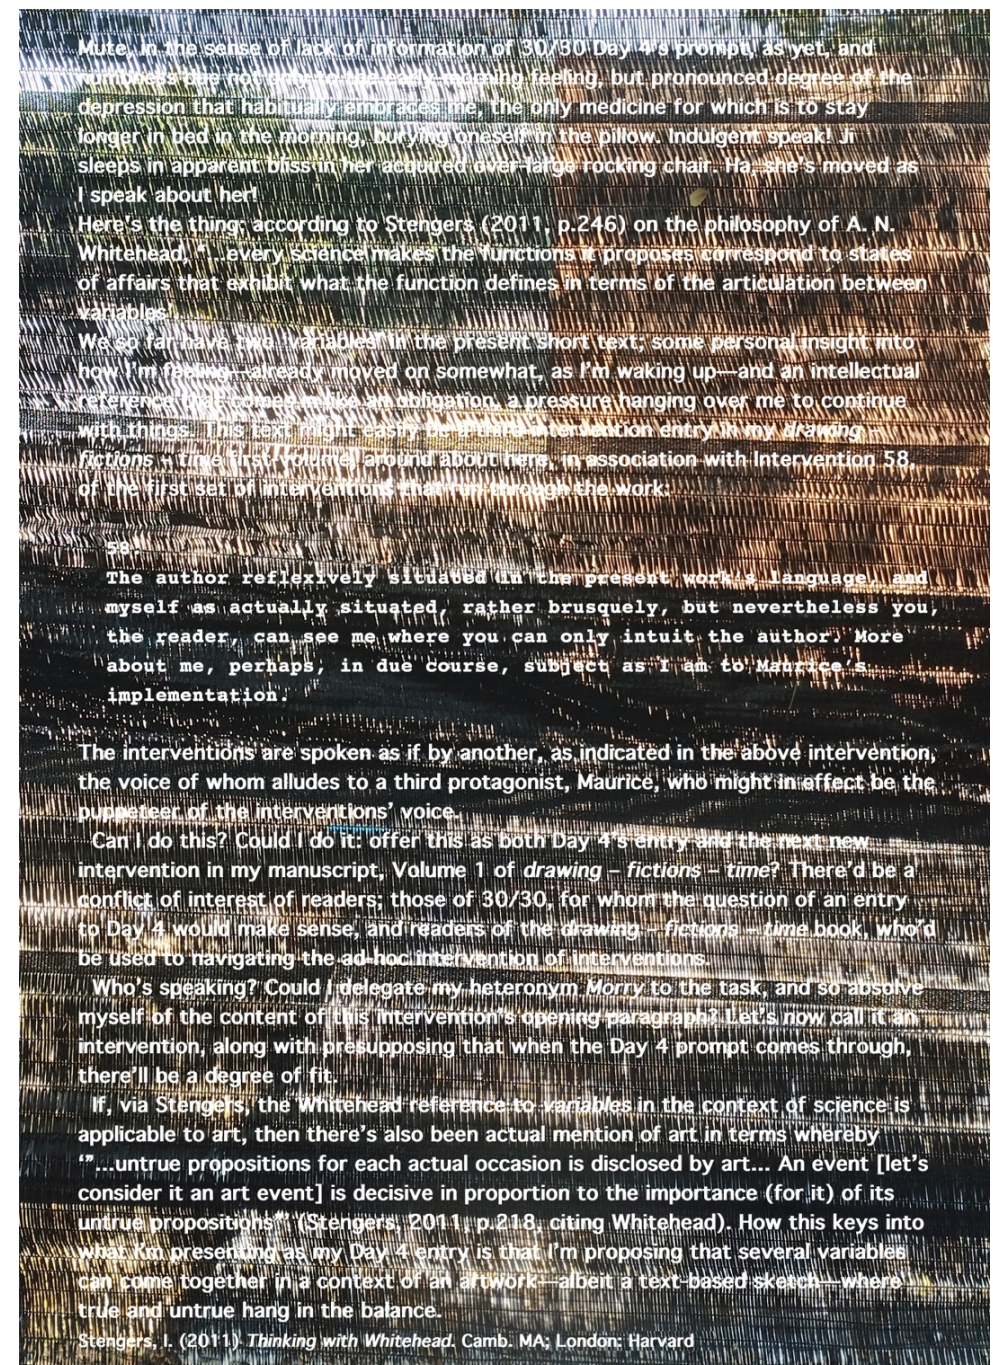 Mute, in the sense of lack of information of 30/30 Day 4's prompt, as yet, and
numbness due not only to the early-morning feeling, but pronounced degree of the
depression that habitually embraces me, the only medicine for which is to stay
longer in bed in the morning, burying oneself in the pillow. Indulgent speak! Ji
sleeps in apparent bliss in her acquired over-large rocking chair. Ha, she's moved as
I speak about her!
Here's the thing; according to Stengers (2011, p.246) on the philosophy of A. N.
Whitehead, "...every science makes the functions it proposes correspond to states
of affairs that exhibit what the function defines in terms of the articulation between
variables'.
We so far have two 'variables' in the present short text; some personal insight into
how I'm feeling—already moved on somewhat, as I'm waking up—and an intellectual
reference that comes like an obligation, a pressure hanging over me to continue
with things. This text might easily be a third intervention entry in my drawing –
fictions – time first volume, around about here, in association with Intervention 58,
of the first set of interventions that run through the work:
58.
The author reflexively situated in the present work's language, and
myself as actually situated, rather brusquely, but nevertheless you,
the reader, can see me where you can only intuit the author. More
about me, perhaps, in due course, subject as I am to Maurice's
implementation.
The interventions are spoken as if by another, as indicated in the above intervention,
the voice of whom alludes to a third protagonist, Maurice, who might in effect be the
puppeteer of the interventions' voice.
Can I do this? Could I do it: offer this as both Day 4's entry and the next new
intervention in my manuscript, Volume 1 of drawing – fictions – time? There'd be a
conflict of interest of readers; those of 30/30, for whom the question of an entry
to Day 4 would make sense, and readers of the drawing – fictions – time book, who'd
be used to navigating the ad-hoc intervention of interventions.
Who's speaking? Could I delegate my heteronym Morry to the task, and so absolve
myself of the content of this intervention's opening paragraph? Let's now call it an
intervention, along with presupposing that when the Day 4 prompt comes through,
there'll be a degree of fit.
If, via Stengers, the Whitehead reference to variables in the context of science is
applicable to art, then there's also been actual mention of art in terms whereby
'"...untrue propositions for each actual occasion is disclosed by art... An event [let's
consider it an art event] is decisive in proportion to the importance (for it) of its
untrue propositions"' (Stengers, 2011, p.218, citing Whitehead). How this keys into
what I'm presenting as my Day 4 entry is that I'm proposing that several variables
can come together in a context of an artwork—albeit a text-based sketch—where
true and untrue hang in the balance.
Stengers, I. (2011) Thinking with Whitehead. Camb. MA; London: Harvard